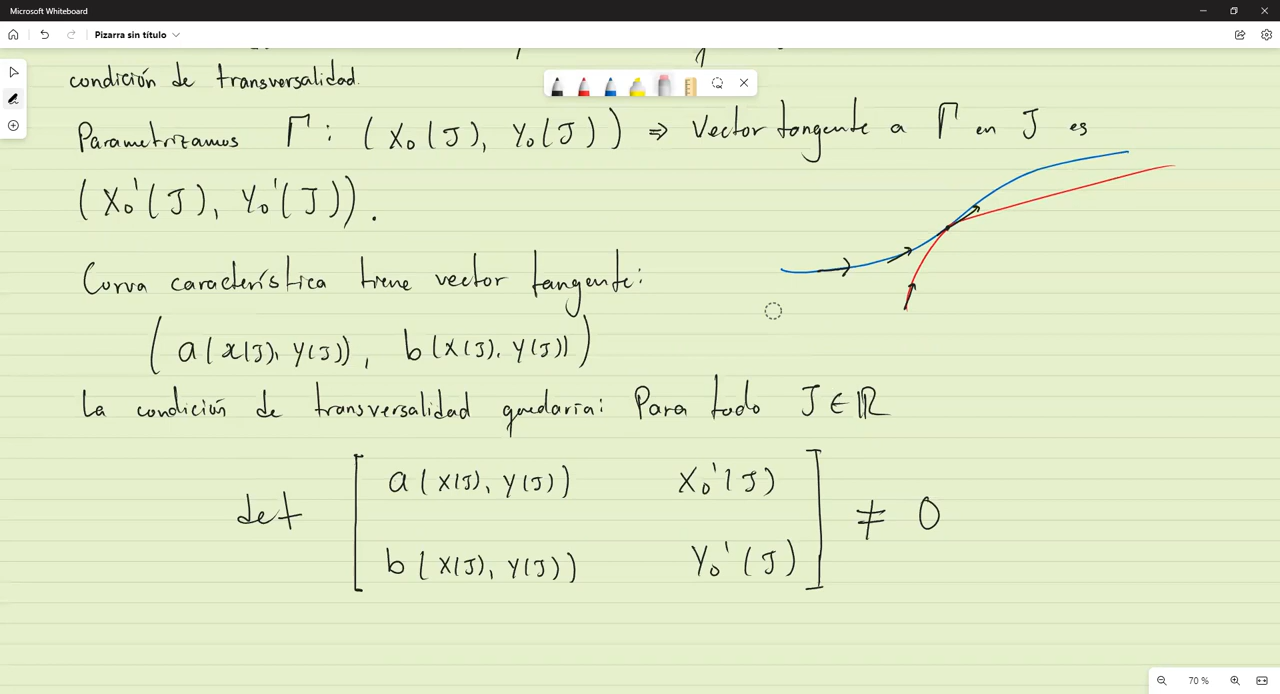 Microsoft Whiteboard
Pizarra sin título
condición de transversalidad.
Parametrizamos Γ: (X₀(J), Y₀(J)) ⇒ Vector tangente a Γ en J es
(X₀'(J), Y₀'(J)).
Curva característica tiene vector tangente:
(a(x(J), Y(J)), b(x(J), Y(J)))
La condición de transversalidad quedaría: Para todo J ∈ ℝ
det [ a(x(J), Y(J)) X₀'(J)
b(x(J), Y(J)) Y₀'(J) ] ≠ 0
70 %